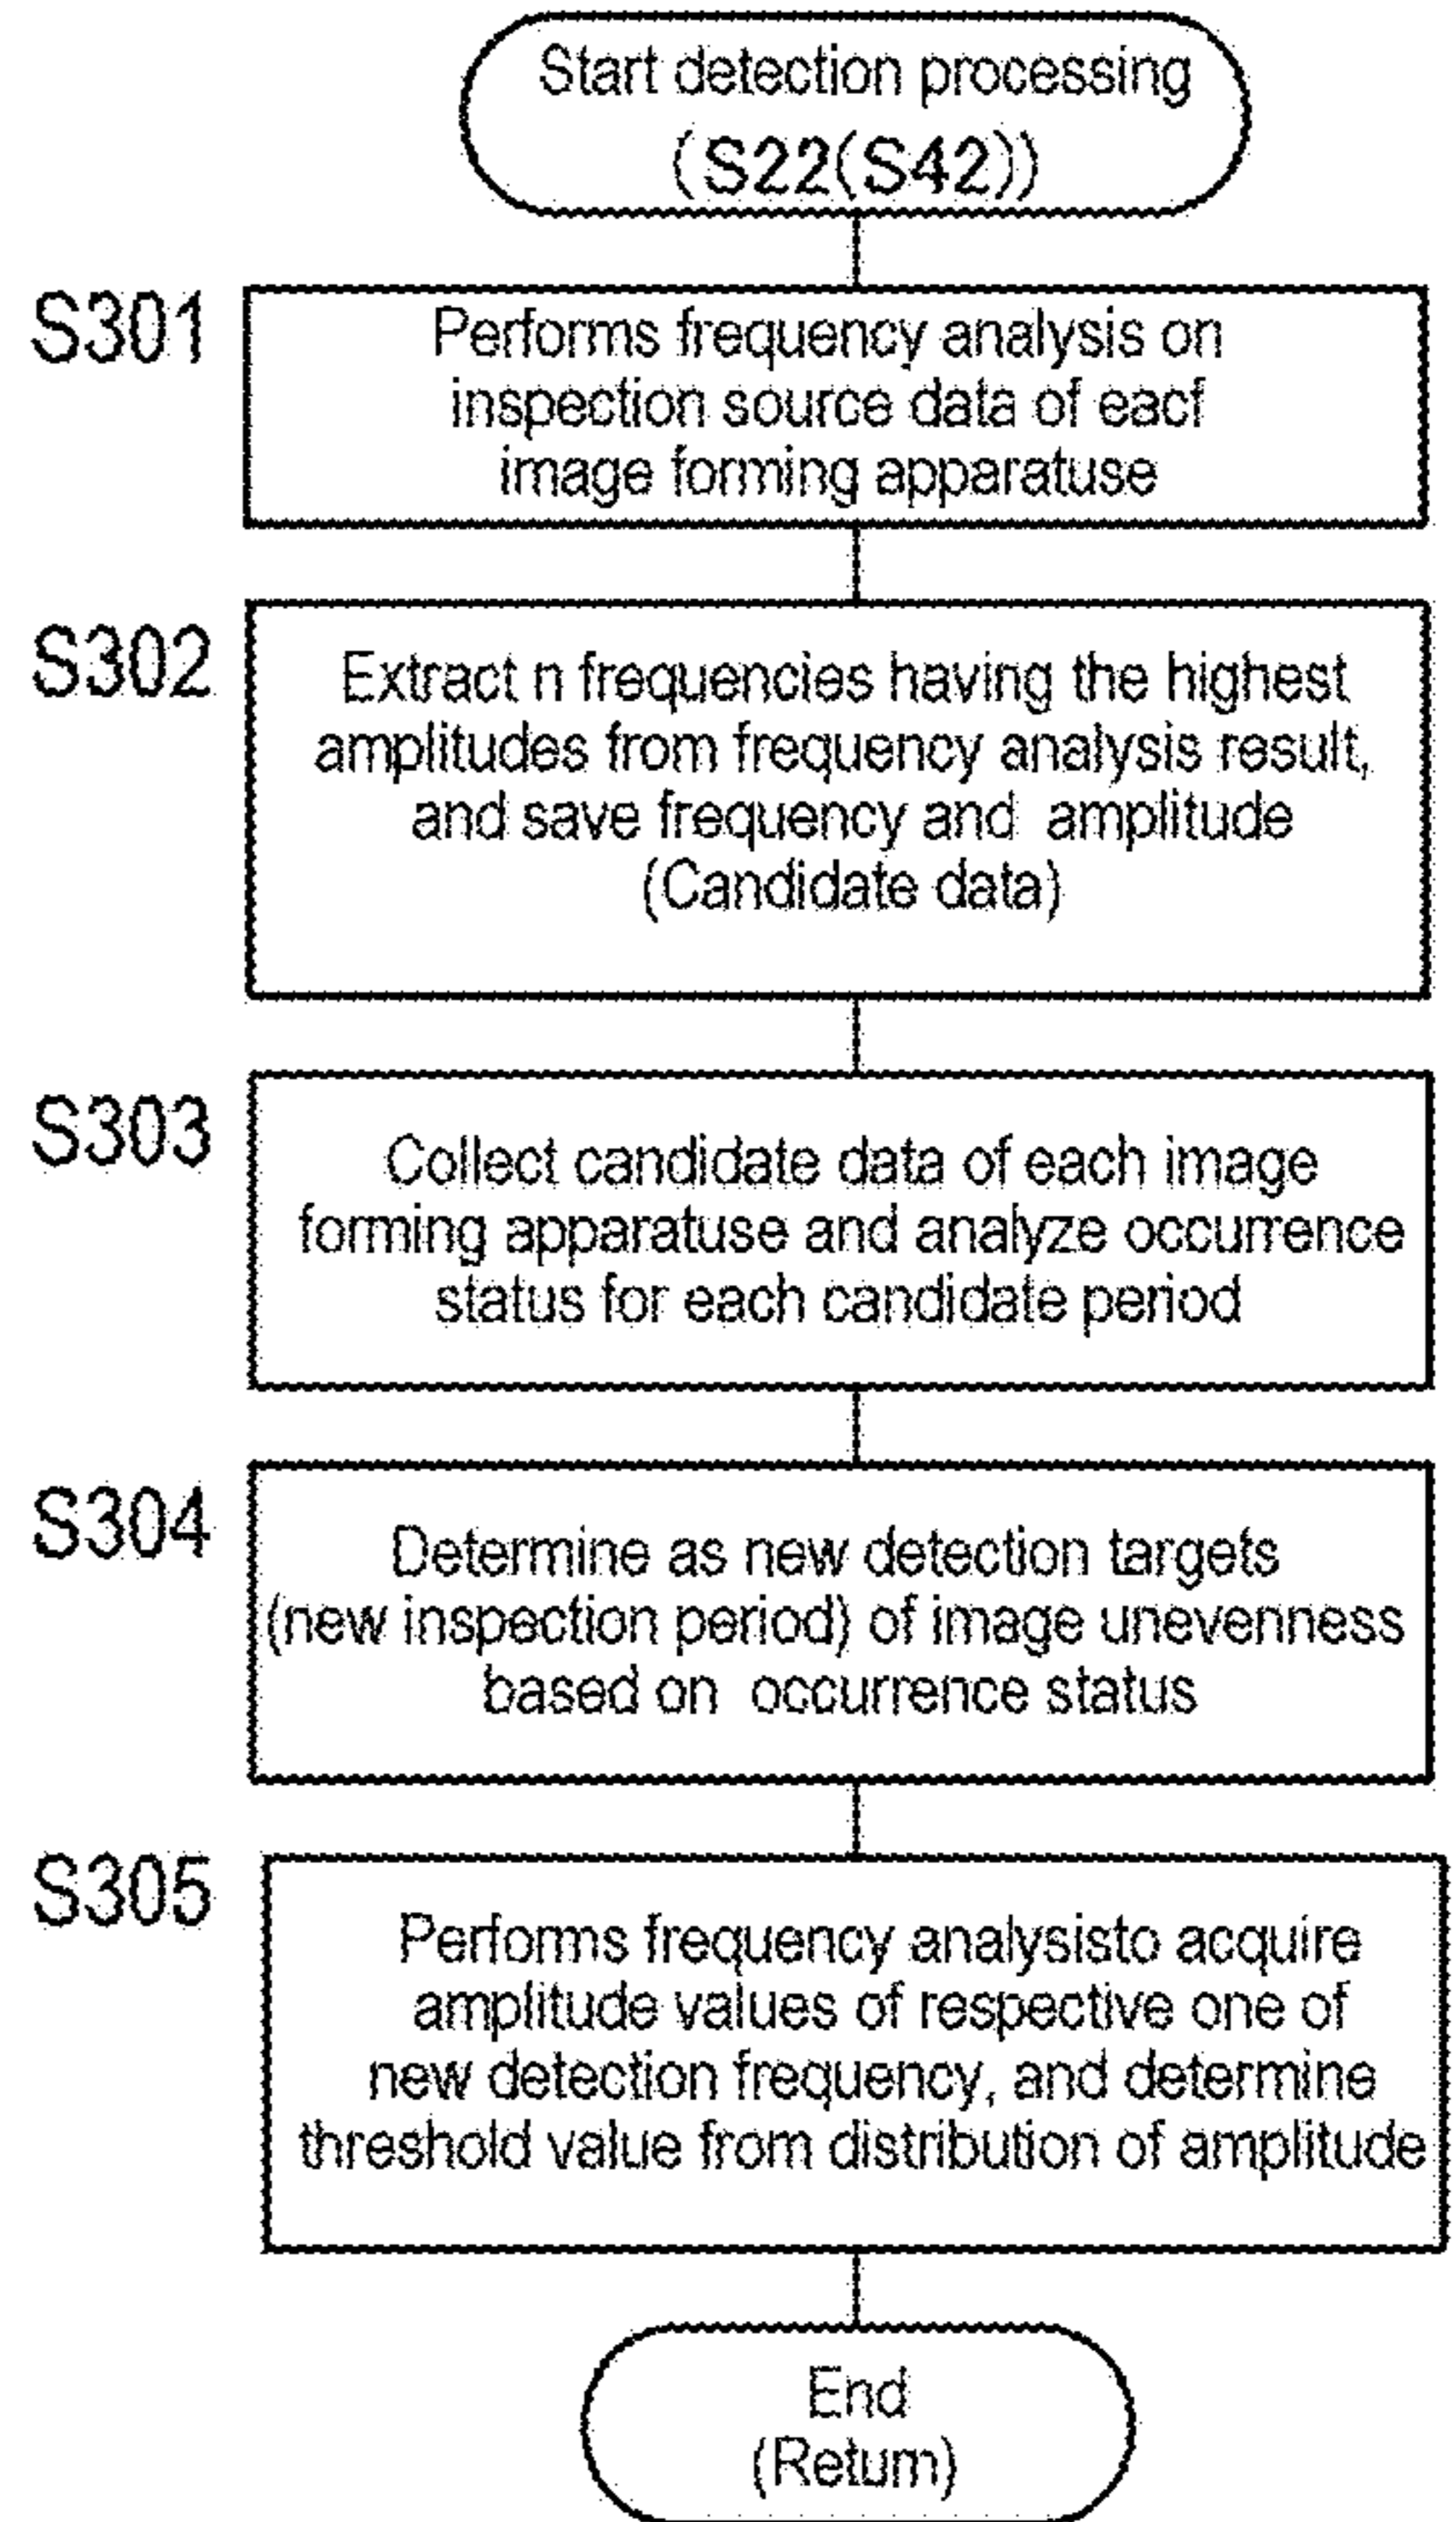 Start detection processing
(S22(S42))
S301
Performs frequency analysis on
inspection source data of eacf
image forming apparatuse
S302
Extract n frequencies having the highest
amplitudes from frequency analysis result,
and save frequency and amplitude
(Candidate data)
S303
Collect candidate data of each image
forming apparatuse and analyze occurrence
status for each candidate period
S304
Determine as new detection targets
(new inspection period) of image unevenness
based on occurrence status
S305
Performs frequency analysisto acquire
amplitude values of respective one of
new detection frequency, and determine
threshold value from distribution of amplitude
End
(Return)